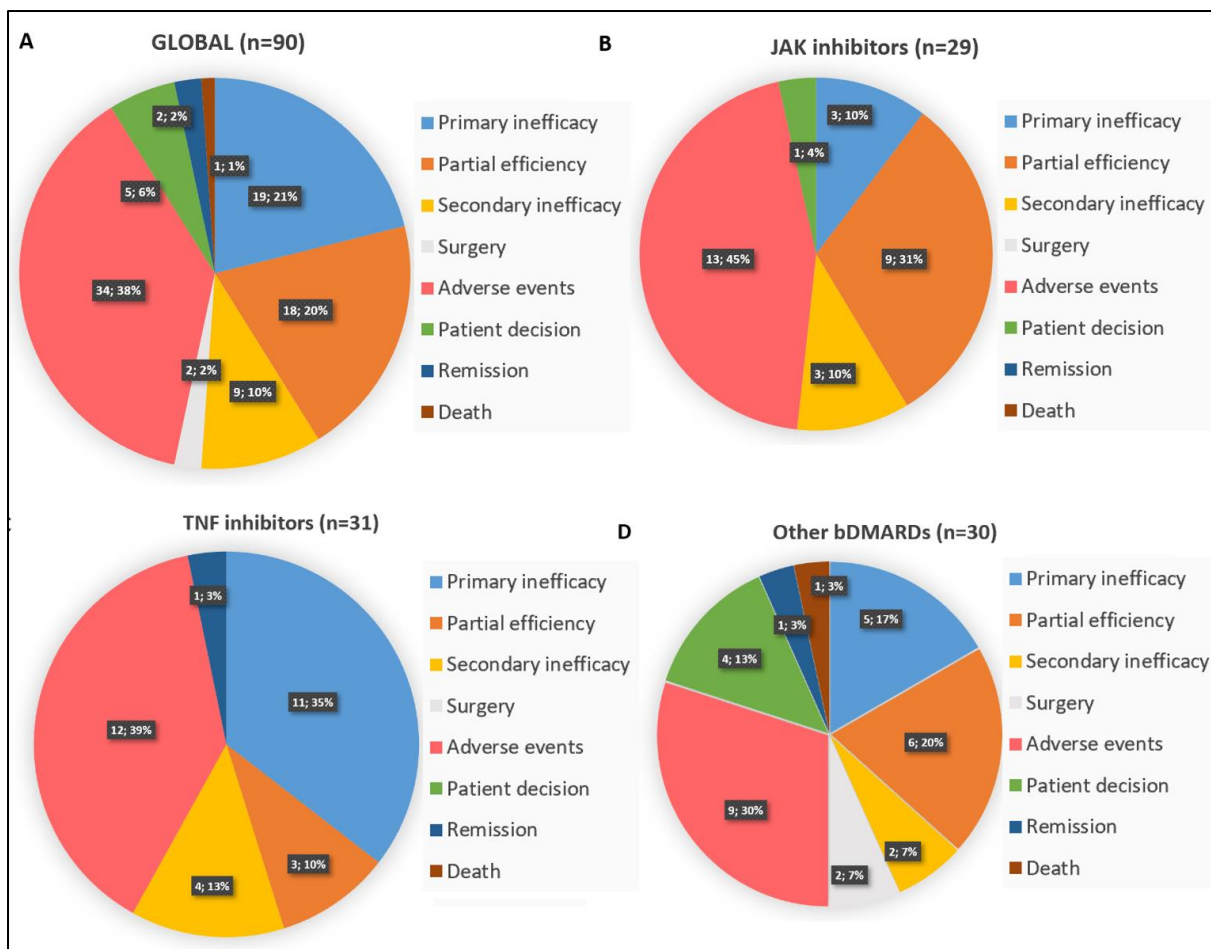 A
GLOBAL (n=90)
2; 2%
1; 1%
5; 6%
19; 21%
34; 38%
18; 20%
2; 2%
9; 10%
Primary inefficacy
Partial efficiency
Secondary inefficacy
Surgery
Adverse events
Patient decision
Remission
Death
B
JAK inhibitors (n=29)
3; 10%
1; 4%
13; 45%
9; 31%
3; 10%
Primary inefficacy
Partial efficiency
Secondary inefficacy
Surgery
Adverse events
Patient decision
Remission
Death
TNF inhibitors (n=31)
1; 3%
11; 35%
12; 39%
3; 10%
4; 13%
Primary inefficacy
Partial efficiency
Secondary inefficacy
Surgery
Adverse events
Patient decision
Remission
Death
D
Other bDMARDs (n=30)
1; 3%
5; 17%
1; 3%
4; 13%
6; 20%
9; 30%
2; 7%
2; 7%
Primary inefficacy
Partial efficiency
Secondary inefficacy
Surgery
Adverse events
Patient decision
Remission
Death